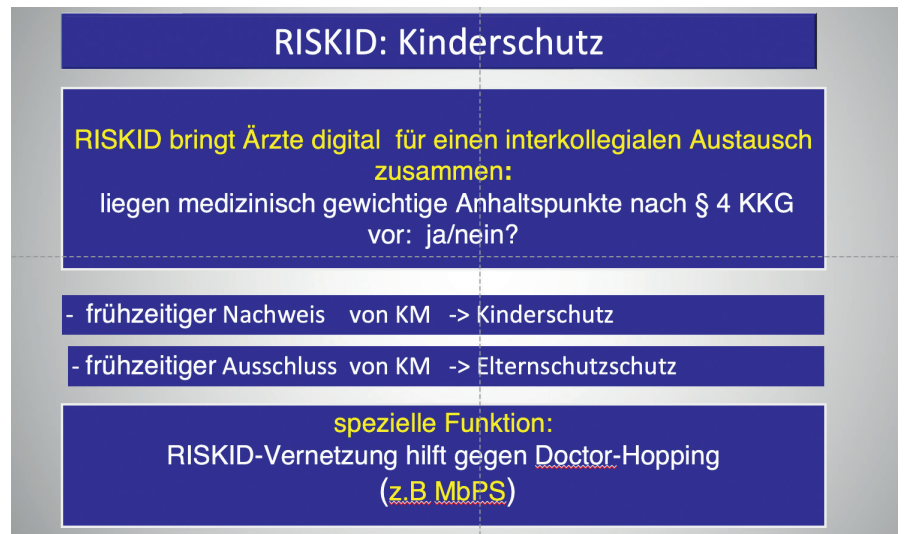 RISKID: Kinderschutz
RISKID bringt Ärzte digital für einen interkollegialen Austausch
zusammen:
liegen medizinisch gewichtige Anhaltspunkte nach § 4 KKG
vor: ja/nein?
- frühzeitiger Nachweis von KM -> Kinderschutz
- frühzeitiger Ausschluss von KM -> Elternschutzschutz
spezielle Funktion:
RISKID-Vernetzung hilft gegen Doctor-Hopping
(z.B MbPS)